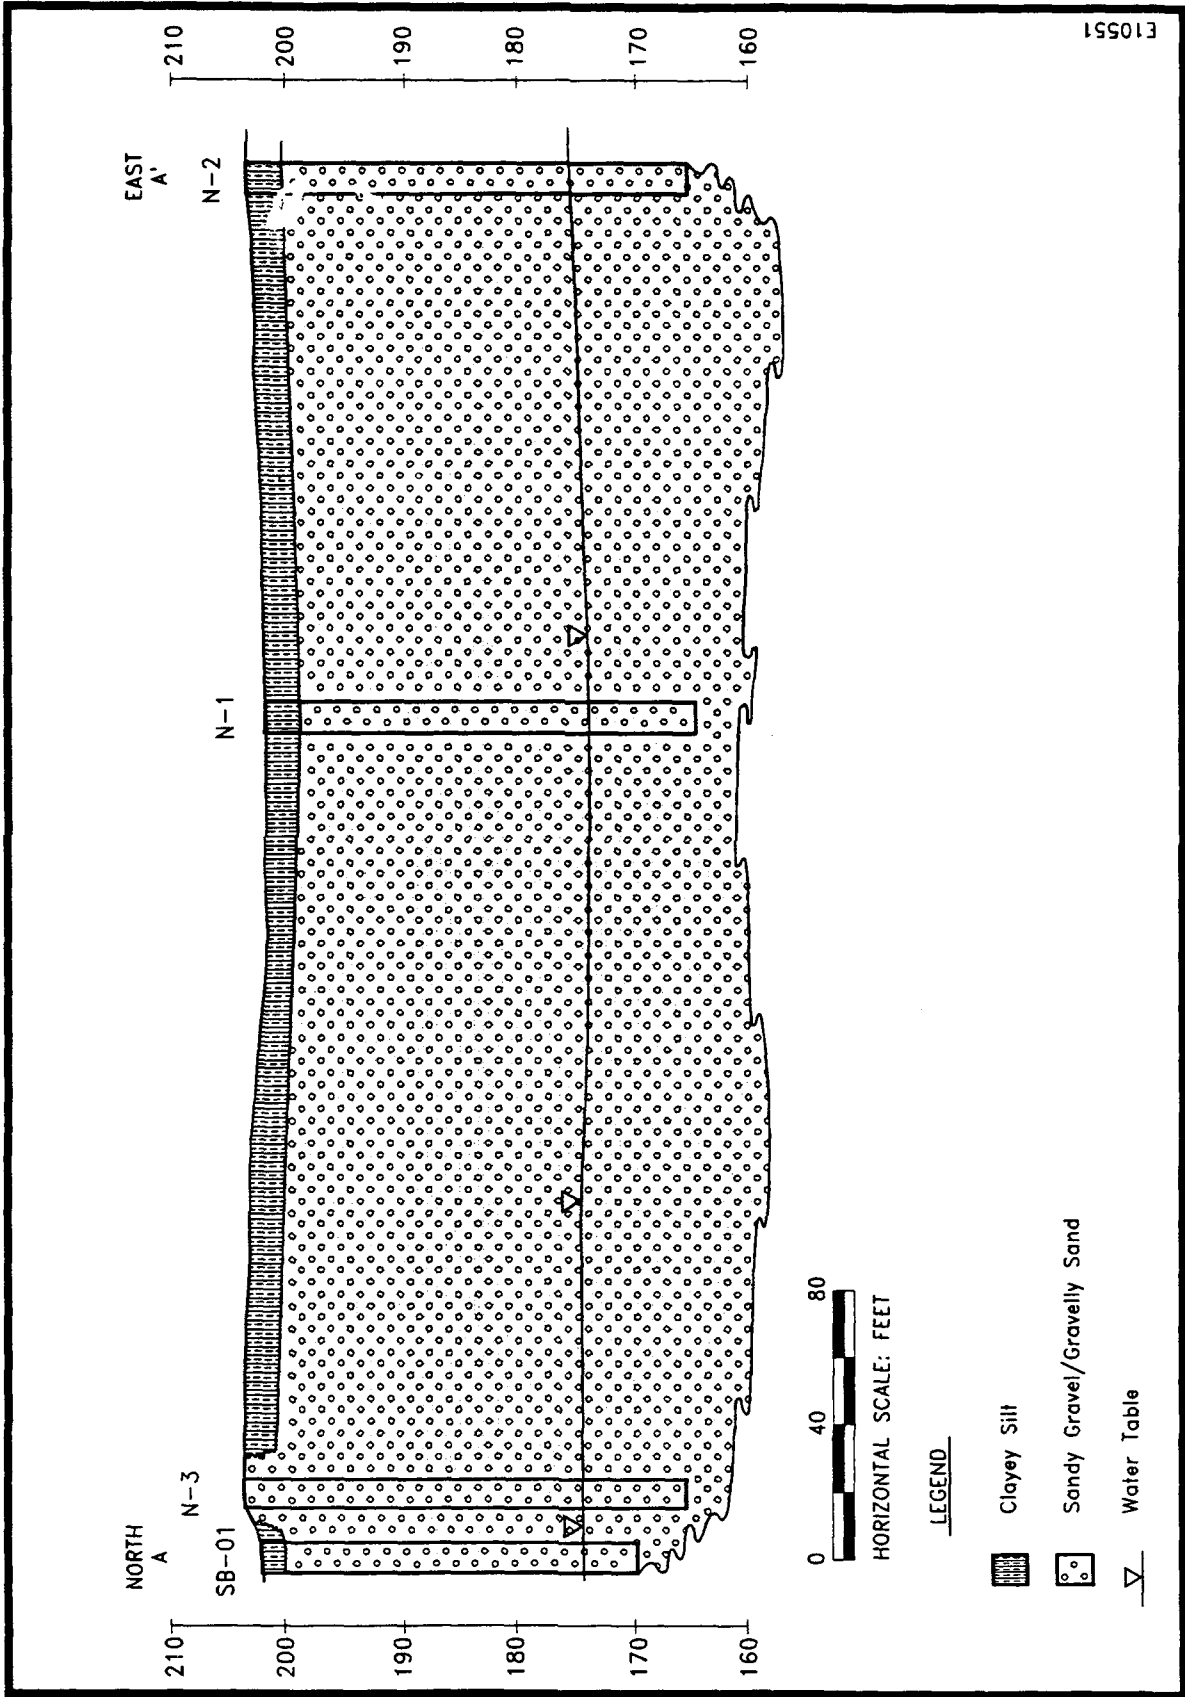 NORTH
A
EAST
A'
SB-01
N-3
N-1
N-2
210
200
190
180
170
160
210
200
190
180
170
160
0
40
80
HORIZONTAL SCALE: FEET
LEGEND
Clayey Silt
Sandy Gravel/Gravelly Sand
Water Table
E10551